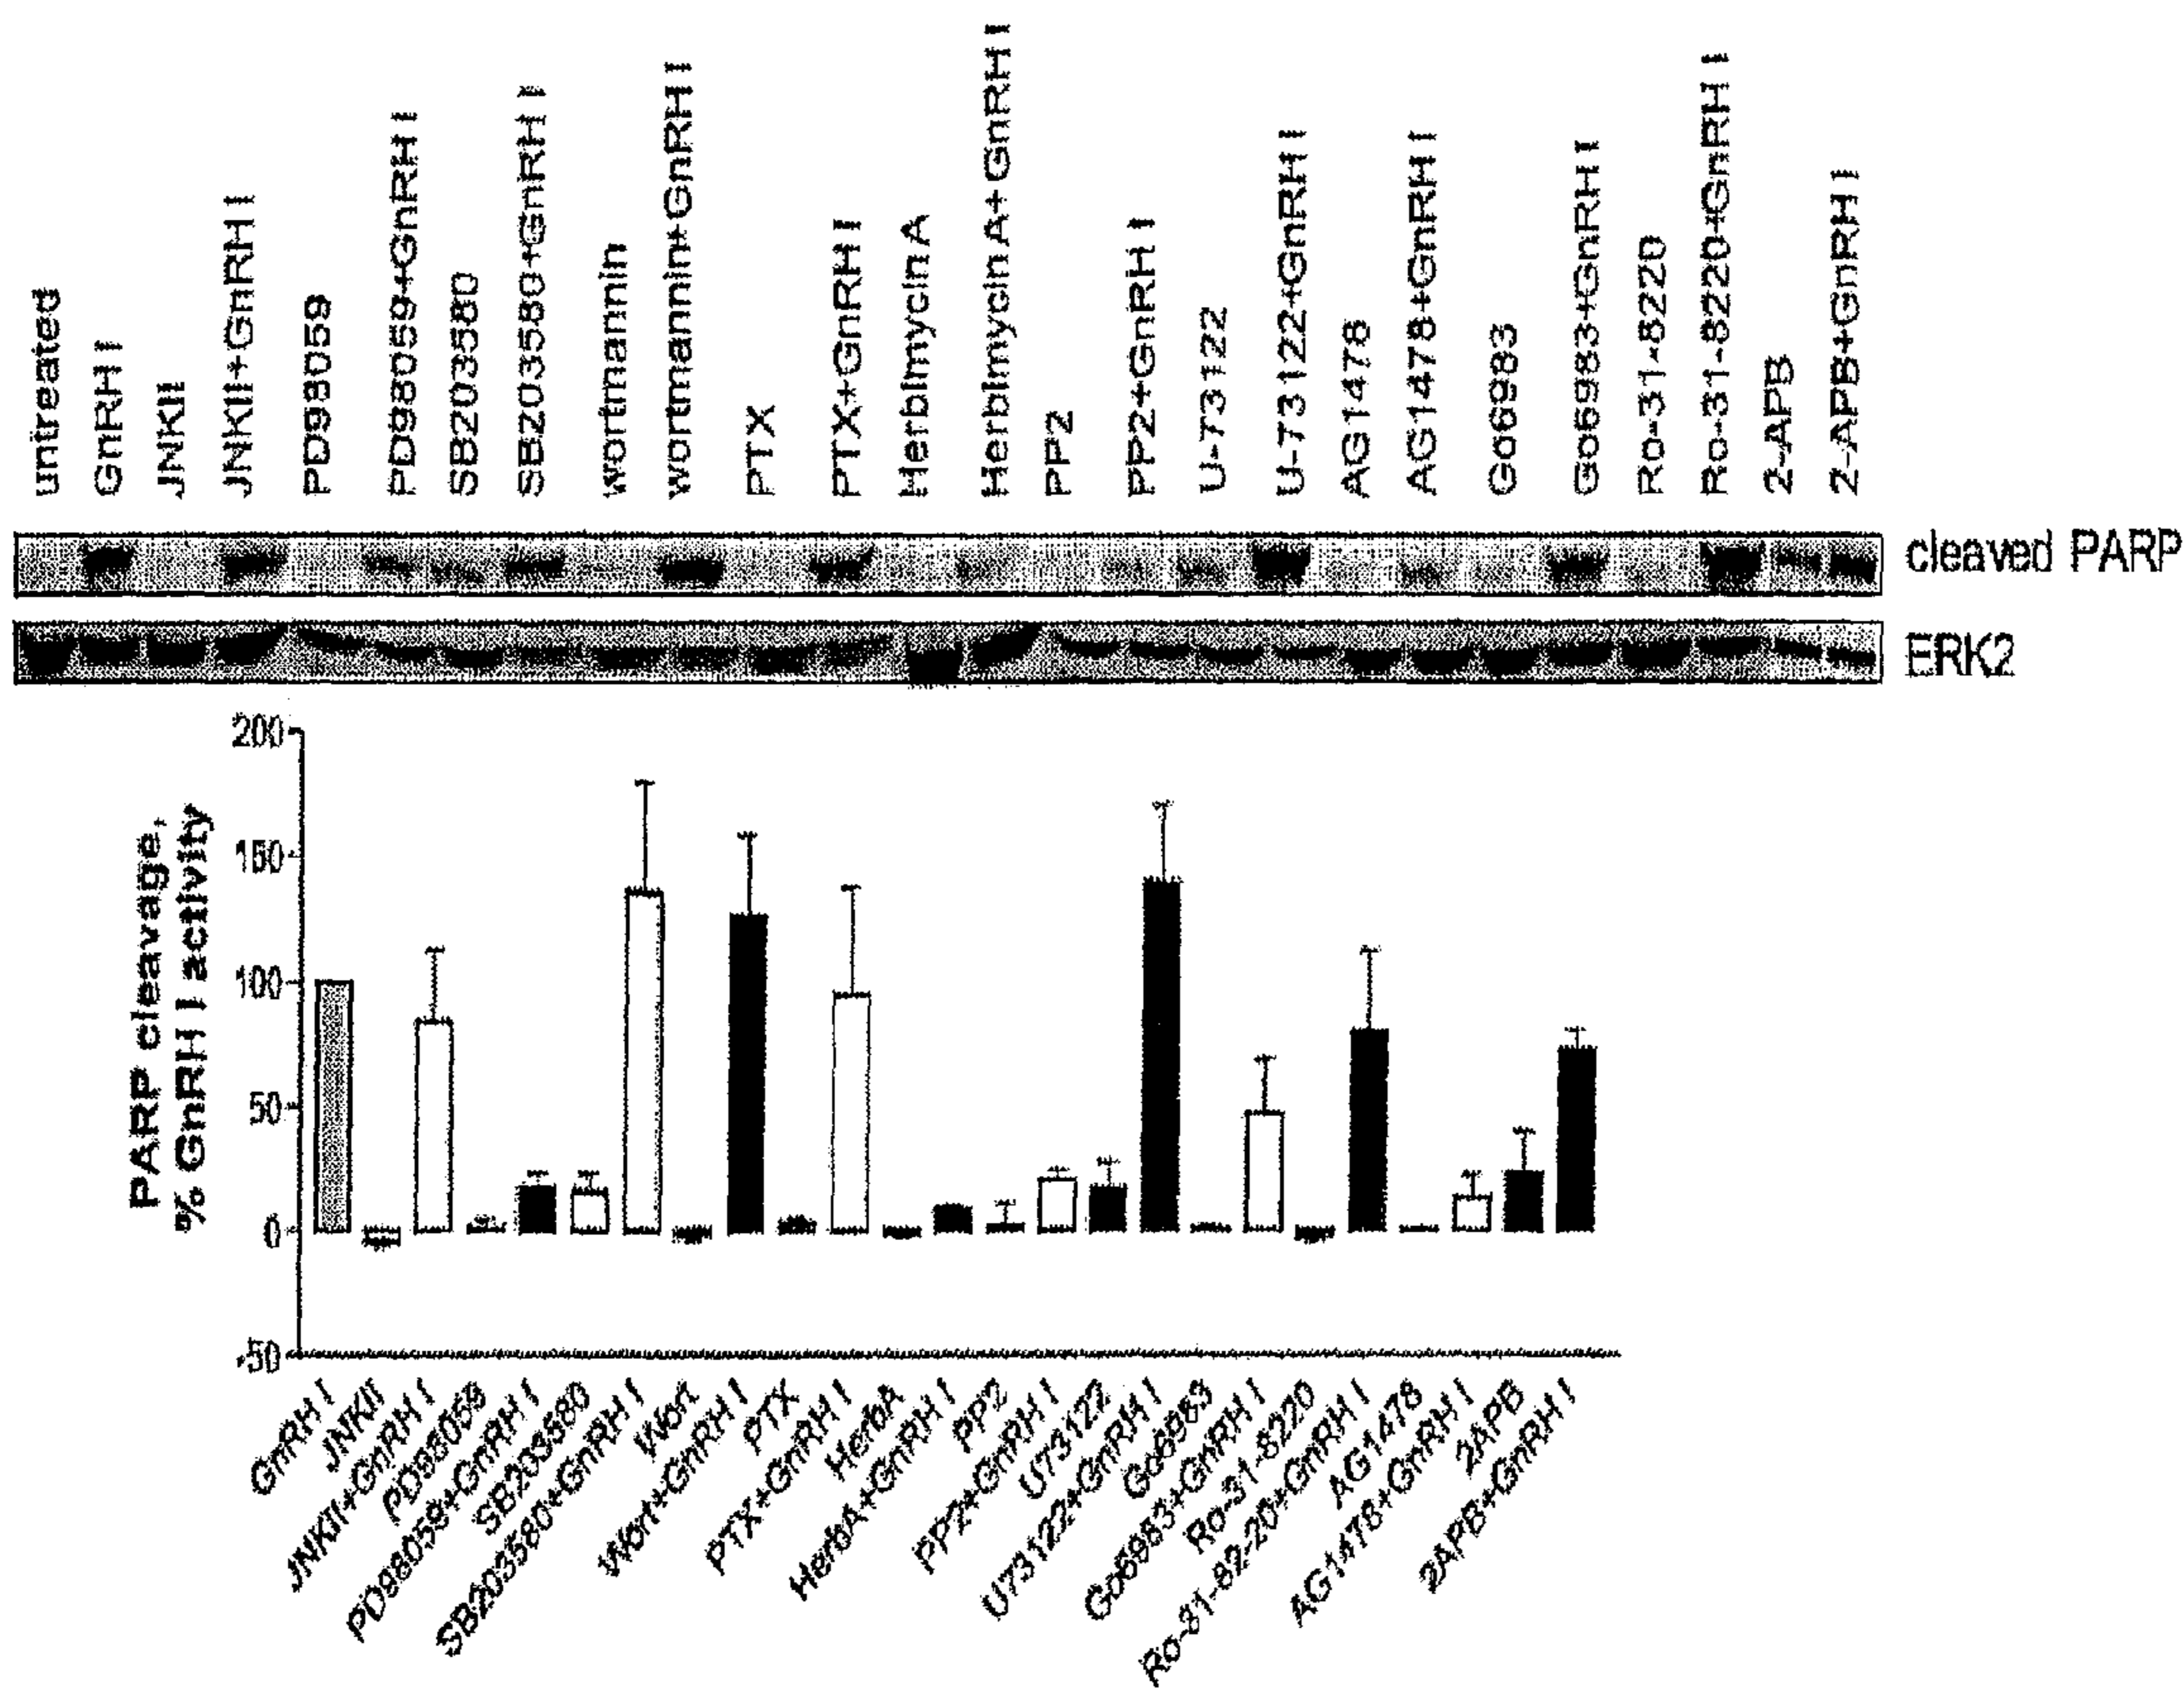 untreated
GnRH I
JNKII
JNKII+GnRH I
PD98059
PD98059+GnRH I
SB203580
SB203580+GnRH I
wortmannin
wortmannin+GnRH I
PTX
PTX+GnRH I
Herbimycin A
Herbimycin A+GnRH I
PP2
PP2+GnRH I
U-73122
U-73122+GnRH I
AG1478
AG1478+GnRH I
Go6983
Go6983+GnRH I
Ro-31-8220
Ro-31-8220+GnRH I
2-APB
2-APB+GnRH I
cleaved PARP
ERK2
PARP cleavage,
% GnRH I activity
200
150
100
50
0
-50
GnRH I
JNKII
JNKII+GnRH I
PD98059
PD98059+GnRH I
SB203580
SB203580+GnRH I
Wort
Wort+GnRH I
PTX
PTX+GnRH I
HerbA
HerbA+GnRH I
PP2
PP2+GnRH I
U73122
U73122+GnRH I
Go6983
Go6983+GnRH I
Ro-31-8220
Ro-31-82-20+GnRH I
AG1478
AG1478+GnRH I
2APB
2APB+GnRH I